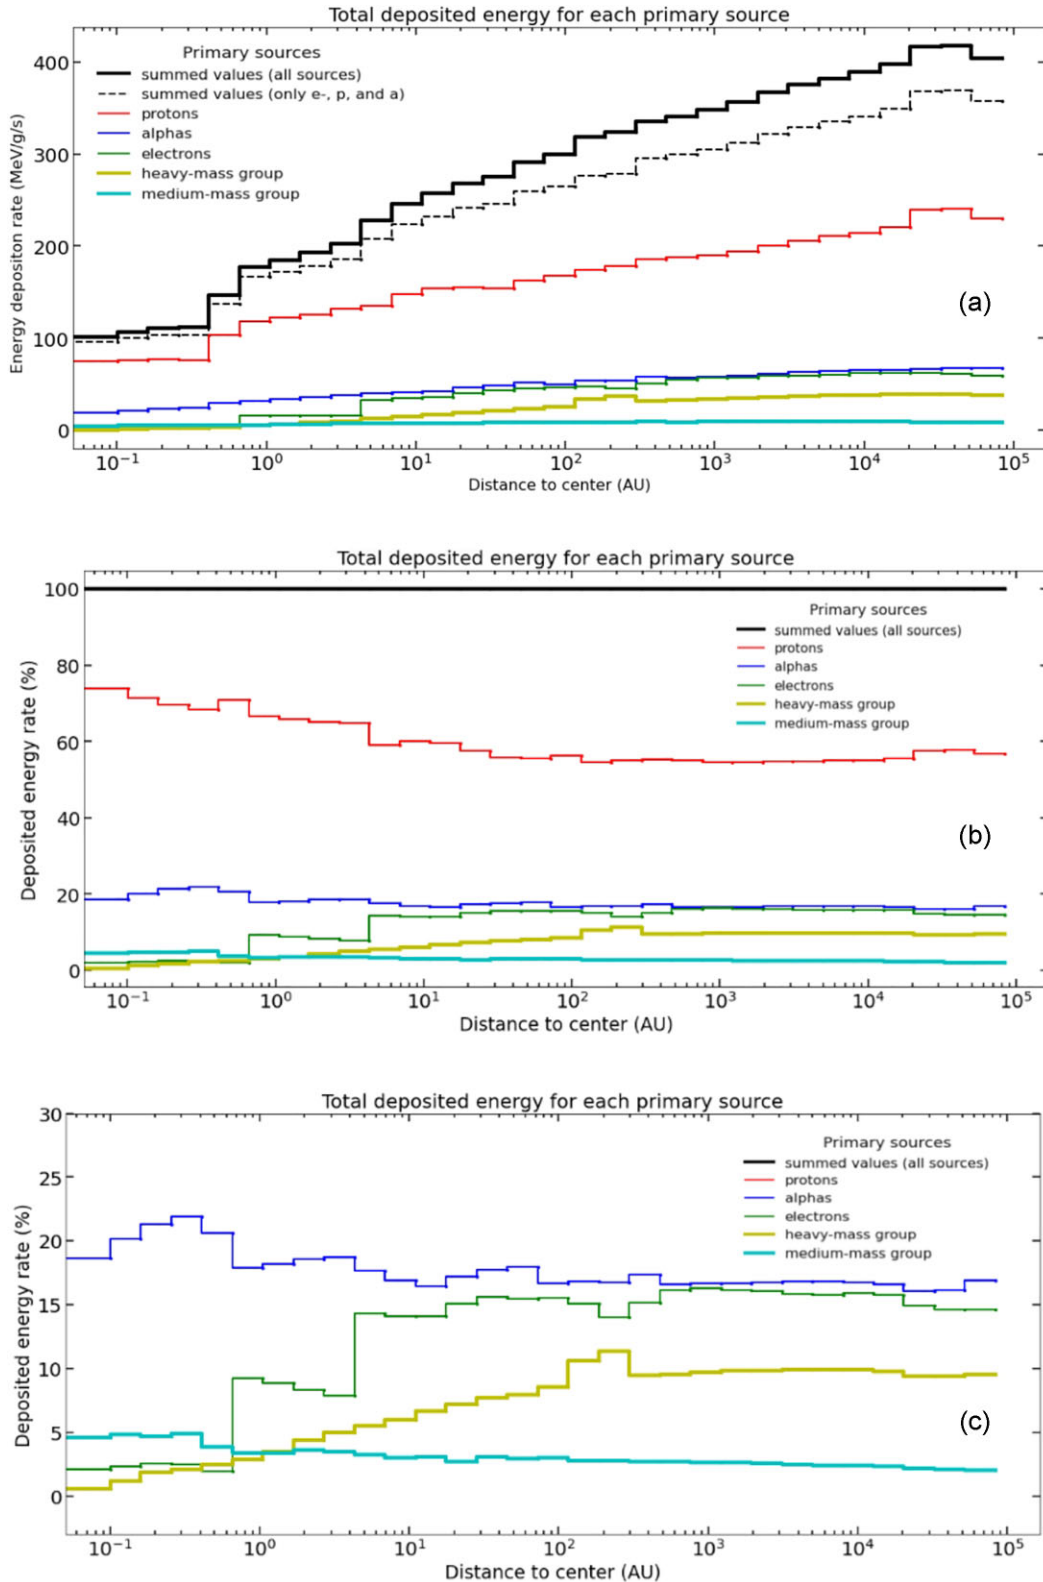 Total deposited energy for each primary source
Primary sources
summed values (all sources)
summed values (only e-, p, and a)
protons
alphas
electrons
heavy-mass group
medium-mass group
400
300
200
100
0
Energy depositon rate (MeV/g/s)
(a)
10⁻¹ 10⁰ 10¹ 10² 10³ 10⁴ 10⁵
Distance to center (AU)
Total deposited energy for each primary source
Primary sources
summed values (all sources)
protons
alphas
electrons
heavy-mass group
medium-mass group
100
80
60
40
20
0
Deposited energy rate (%)
(b)
10⁻¹ 10⁰ 10¹ 10² 10³ 10⁴ 10⁵
Distance to center (AU)
Total deposited energy for each primary source
Primary sources
summed values (all sources)
protons
alphas
electrons
heavy-mass group
medium-mass group
30
25
20
15
10
5
0
Deposited energy rate (%)
(c)
10⁻¹ 10⁰ 10¹ 10² 10³ 10⁴ 10⁵
Distance to center (AU)